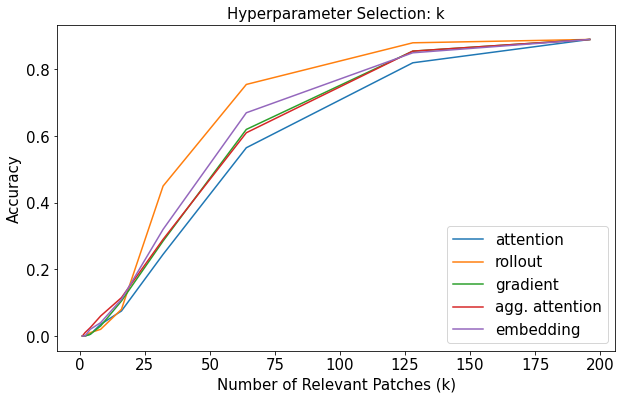 Hyperparameter Selection: k
Accuracy
0.8
0.6
0.4
0.2
0.0
attention
rollout
gradient
agg. attention
embedding
0 25 50 75 100 125 150 175 200
Number of Relevant Patches (k)